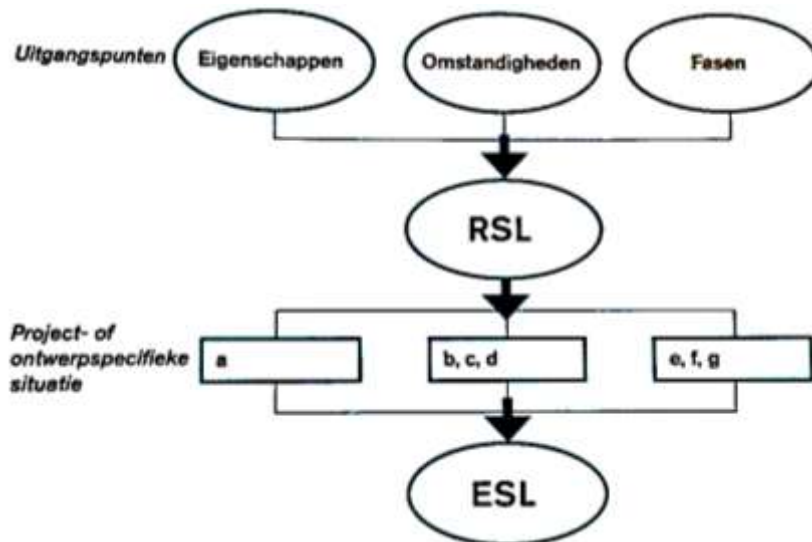 Uitgangspunten
Eigenschappen
Omstandigheden
Fasen
RSL
Project- of
ontwerpspecifieke
situatie
a
b, c, d
e, f, g
ESL